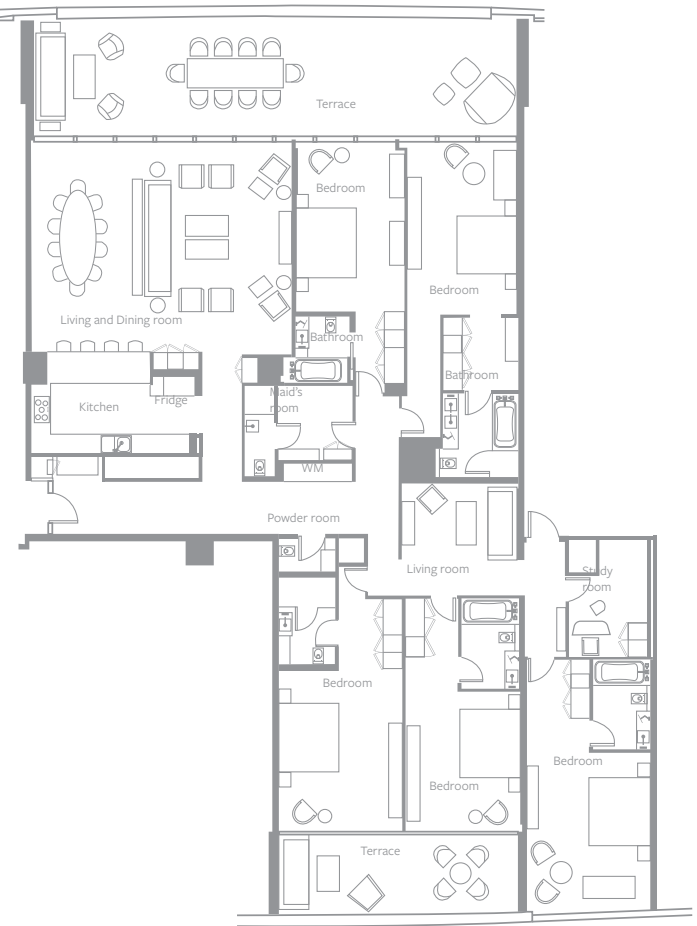 Terrace
Bedroom
Bedroom
Living and Dining room
Bathroom
Bathroom
Maid's
room
Fridge
Kitchen
WM
Powder room
Living room
Study
room
Bedroom
Bedroom
Bedroom
Terrace